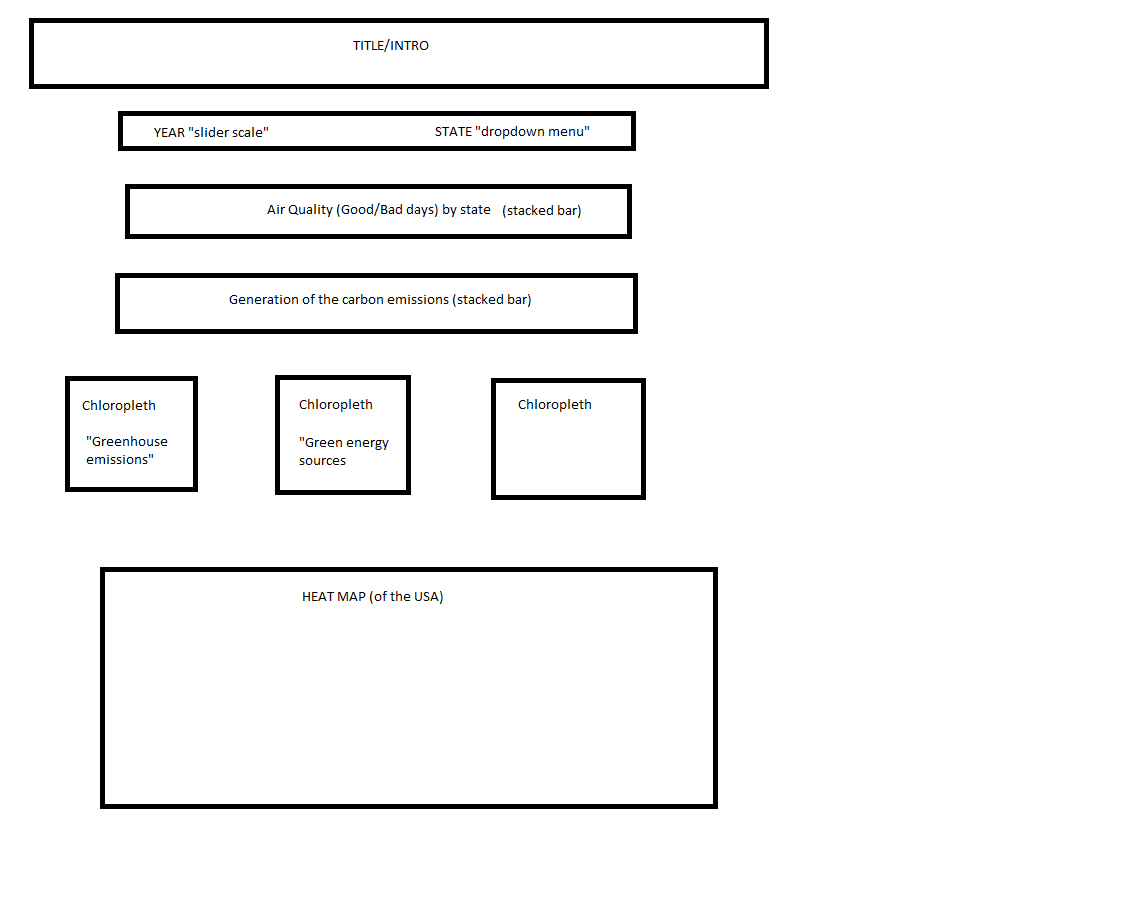 TITLE/INTRO
YEAR "slider scale" STATE "dropdown menu"
Air Quality (Good/Bad days) by state (stacked bar)
Generation of the carbon emissions (stacked bar)
Chloropleth
"Greenhouse
emissions"
Chloropleth
"Green energy
sources
Chloropleth
HEAT MAP (of the USA)